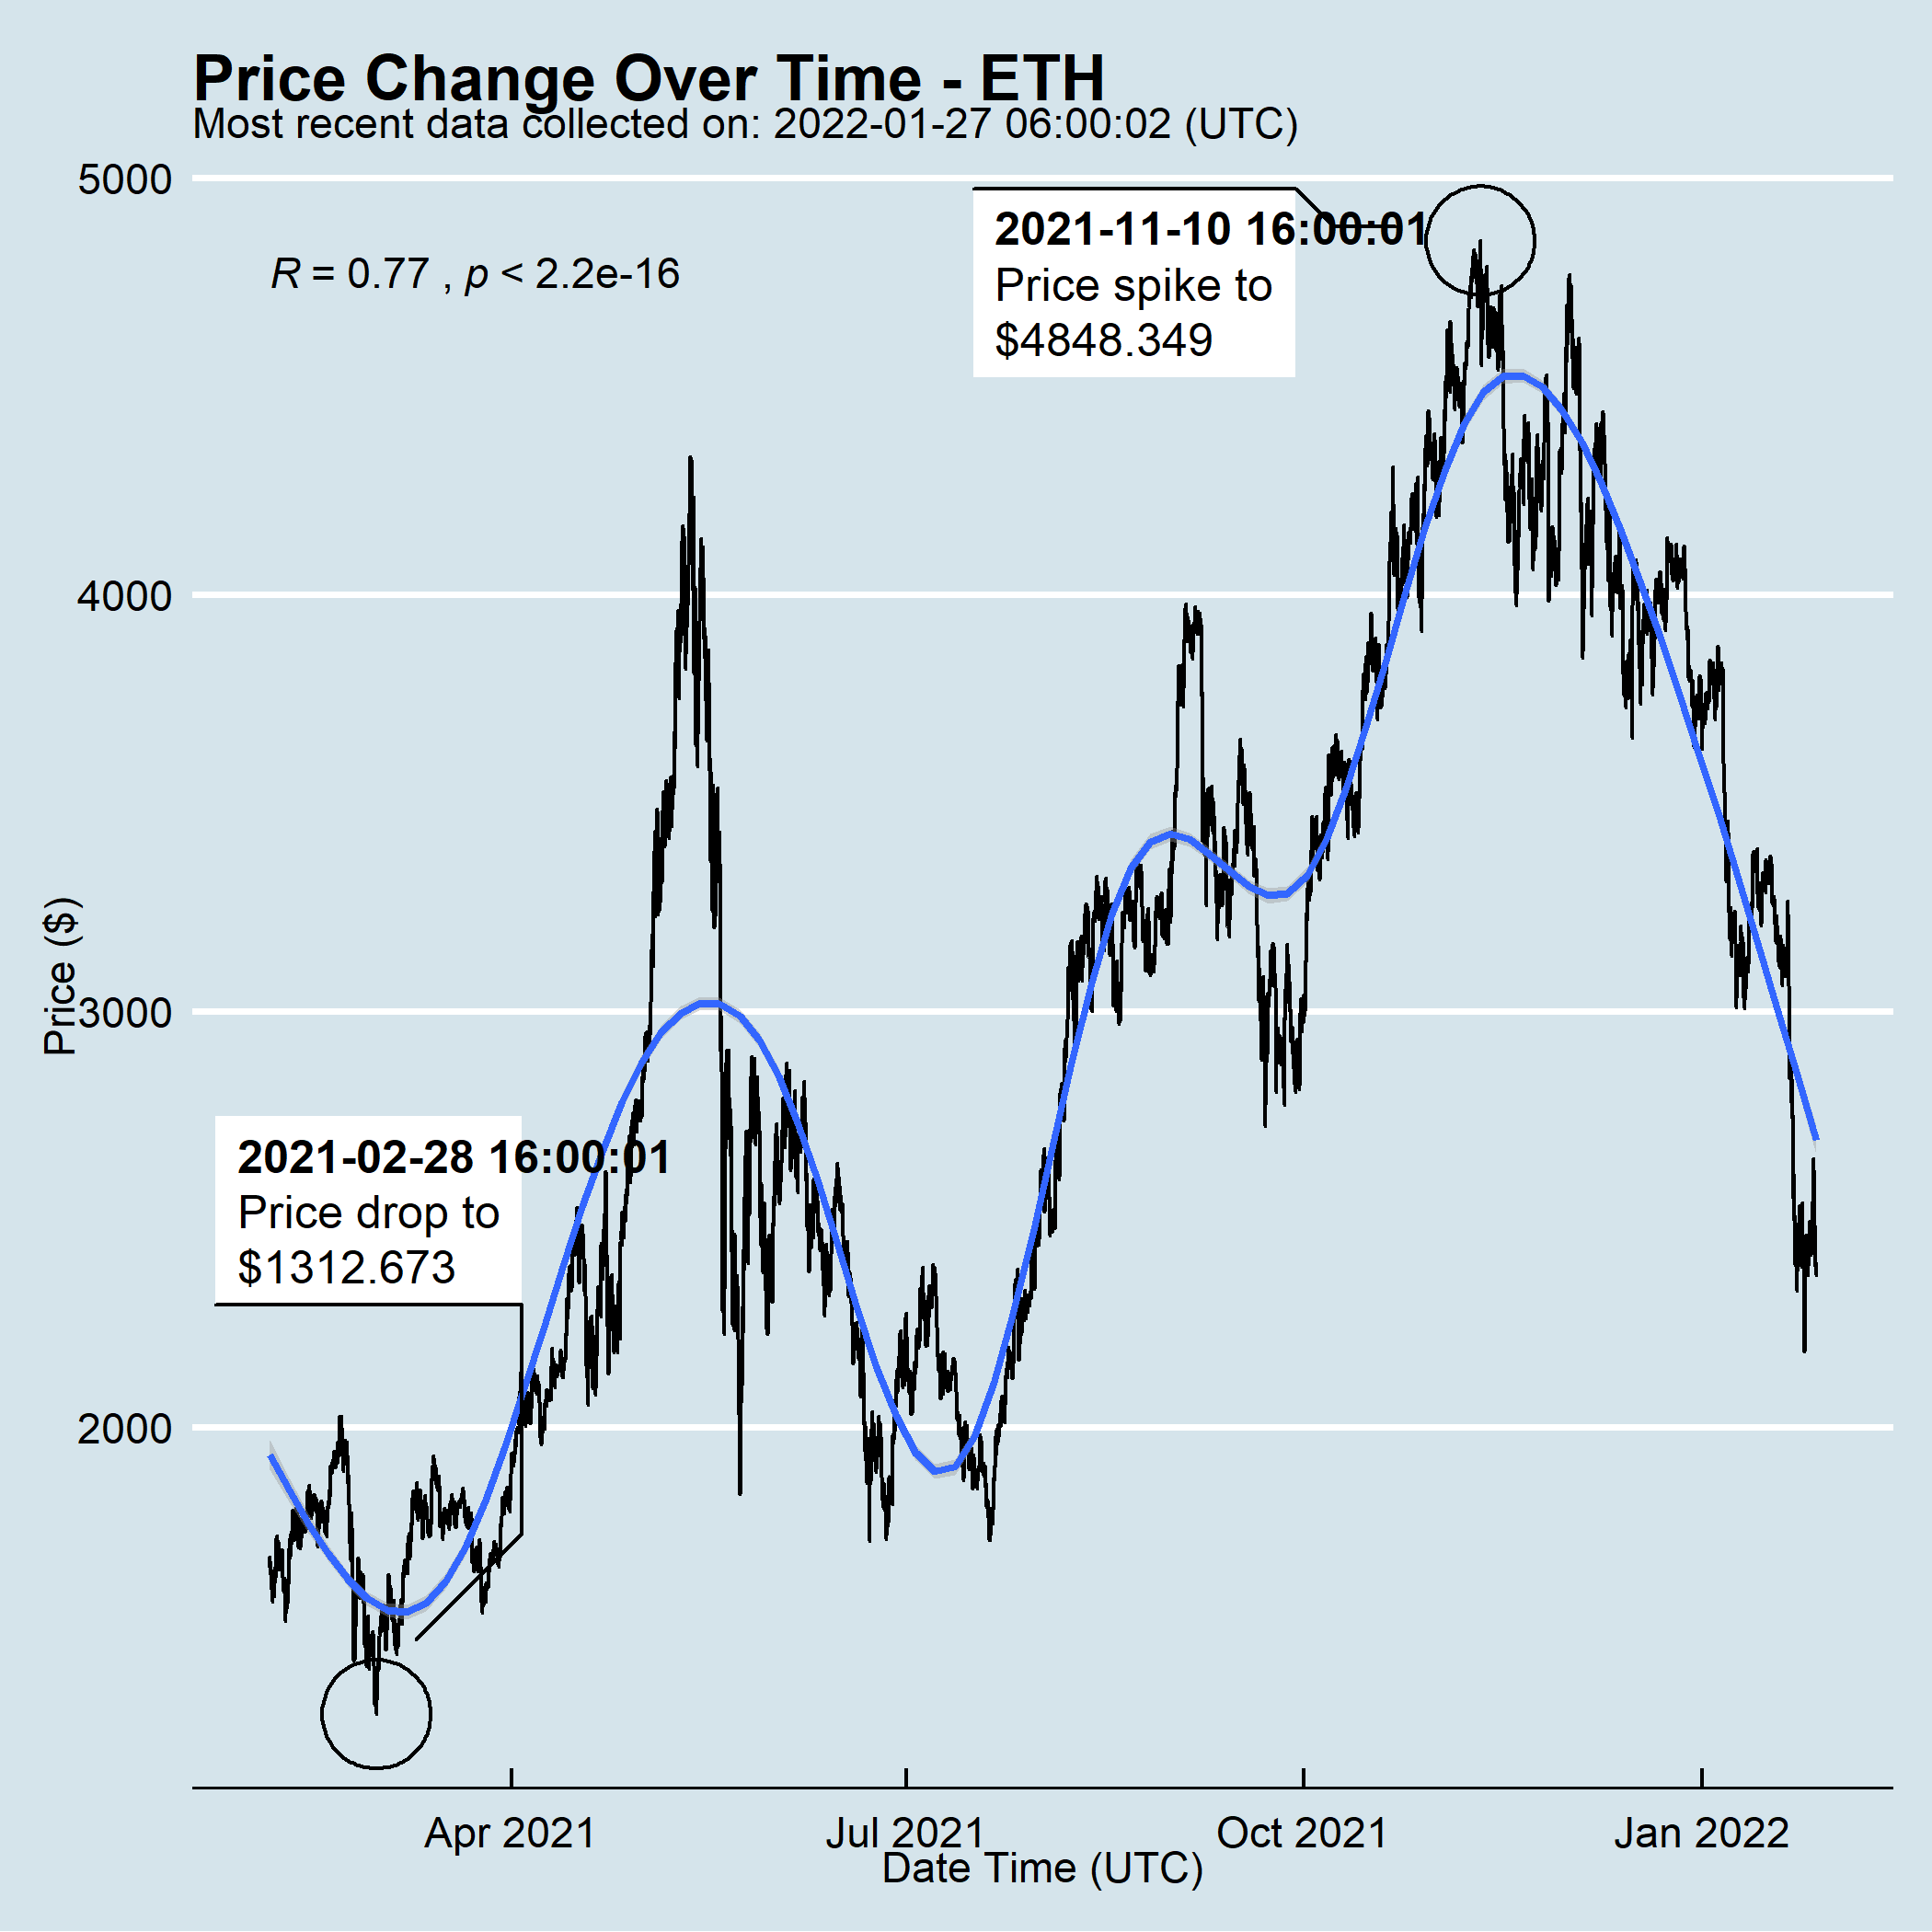 Price Change Over Time - ETH
Most recent data collected on: 2022-01-27 06:00:02 (UTC)
5000
2021-11-10 16:00:01
Price spike to
$4848.349
R = 0.77 , p < 2.2e-16
4000
Price ($)
3000
2021-02-28 16:00:01
Price drop to
$1312.673
2000
Apr 2021
Jul 2021
Oct 2021
Jan 2022
Date Time (UTC)